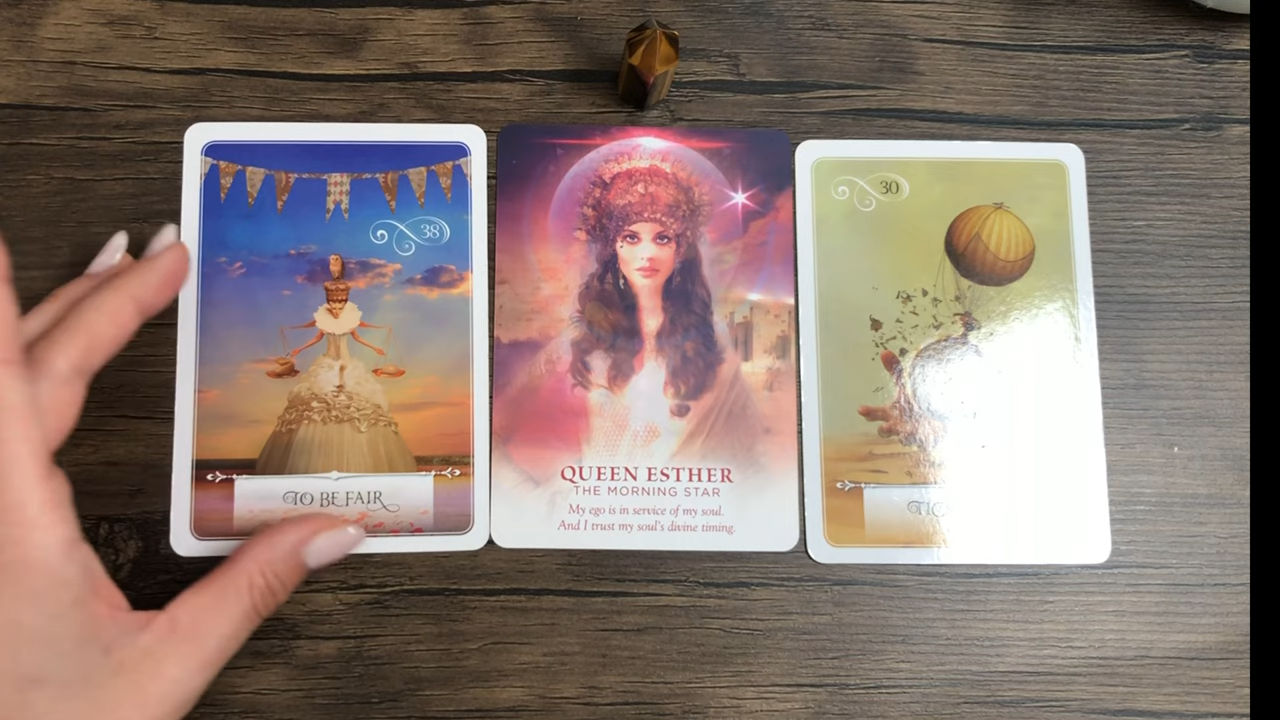 38
TO BE FAIR
QUEEN ESTHER
THE MORNING STAR
My ego is in service of my soul.
And I trust my soul's divine timing.
30